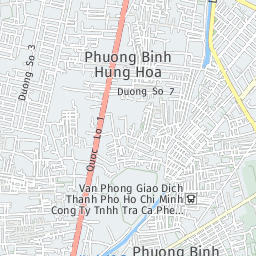 Duong So 3
Phuong Binh
Hung Hoa
Duong So 7
Quoc Lo 1
Van Phong Giao Dich
Thanh Pho Ho Chi Minh
Cong Ty Tnhh Tra Ca Phe...
Phuong Binh